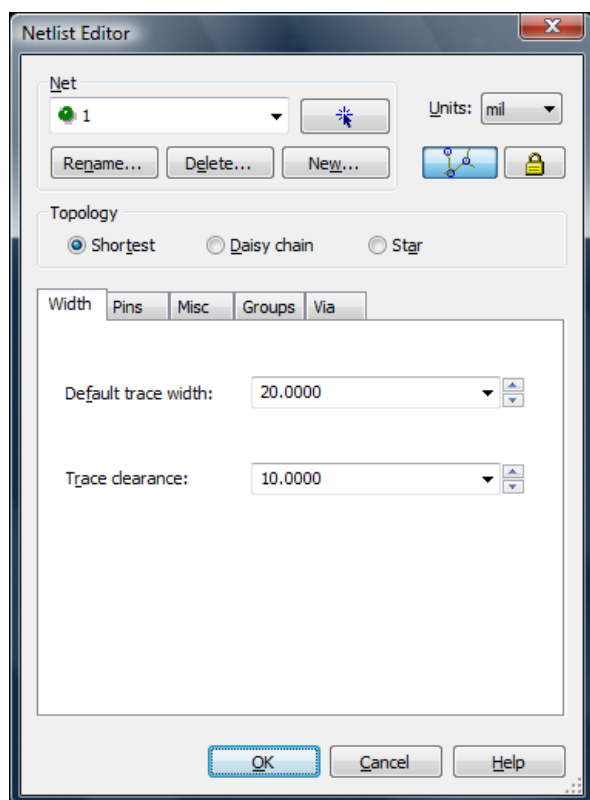 Netlist Editor
Net
1
Units: mil
Rename... Delete... New...
Topology
Shortest Daisy chain Star
Width Pins Misc Groups Via
Default trace width: 20.0000
Trace clearance: 10.0000
OK Cancel Help